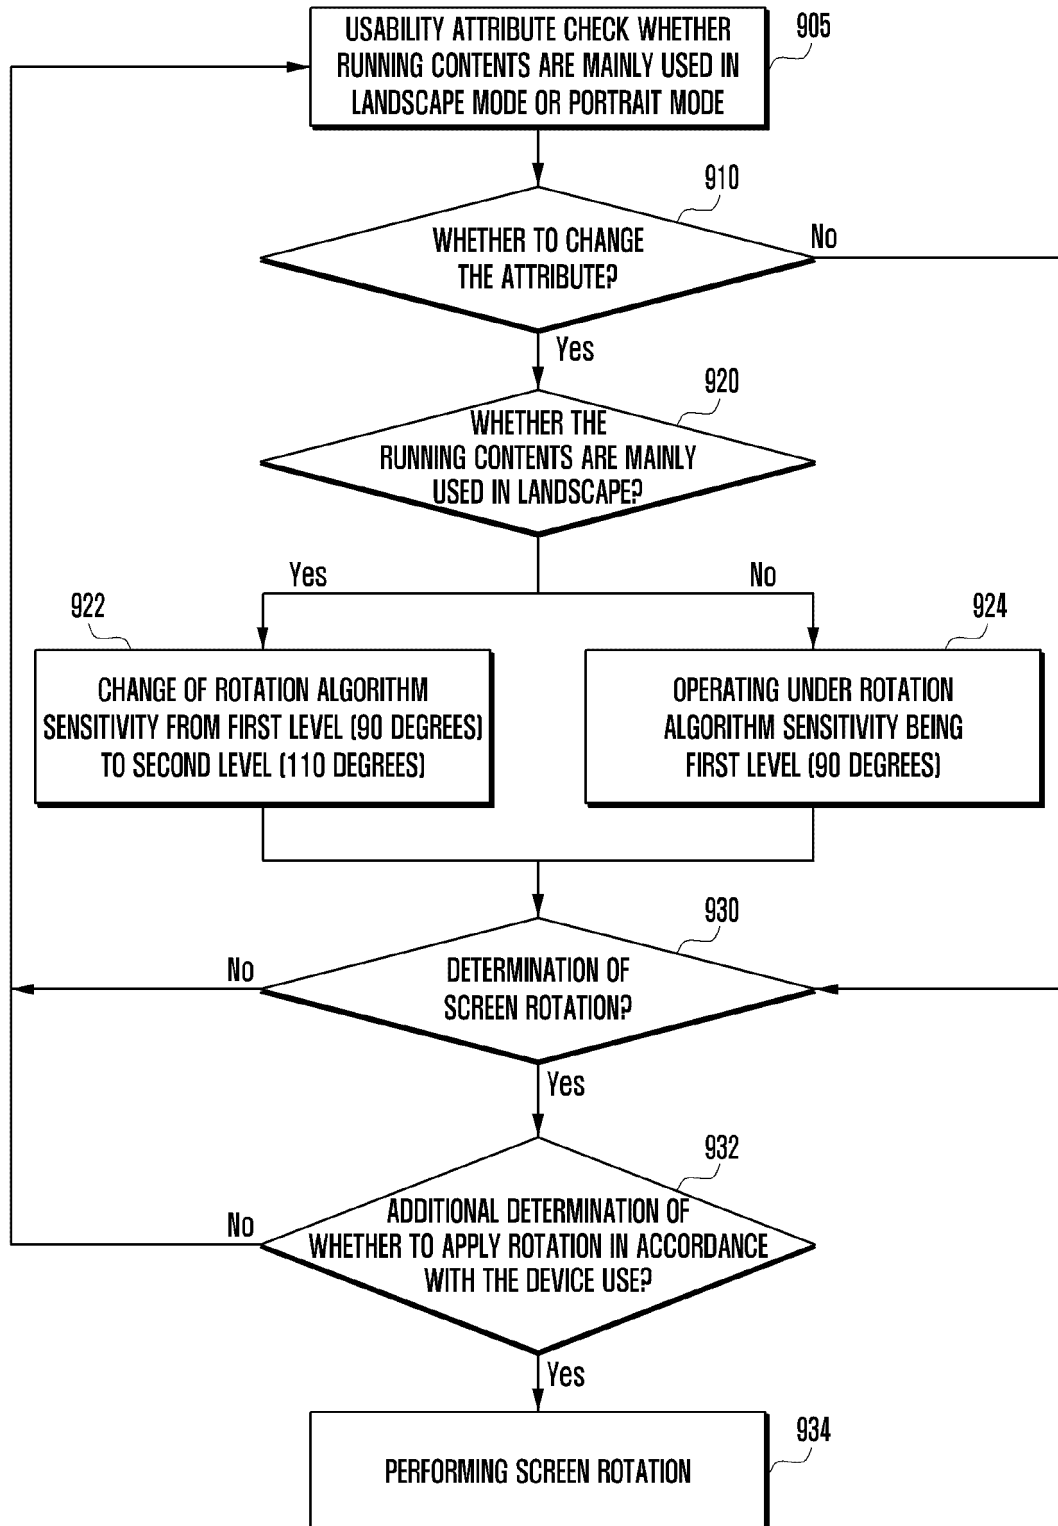 USABILITY ATTRIBUTE CHECK WHETHER
RUNNING CONTENTS ARE MAINLY USED IN
LANDSCAPE MODE OR PORTRAIT MODE
905
910
WHETHER TO CHANGE
THE ATTRIBUTE?
No
Yes
920
WHETHER THE
RUNNING CONTENTS ARE MAINLY
USED IN LANDSCAPE?
Yes
No
922
CHANGE OF ROTATION ALGORITHM
SENSITIVITY FROM FIRST LEVEL (90 DEGREES)
TO SECOND LEVEL (110 DEGREES)
924
OPERATING UNDER ROTATION
ALGORITHM SENSITIVITY BEING
FIRST LEVEL (90 DEGREES)
930
DETERMINATION OF
SCREEN ROTATION?
No
Yes
932
ADDITIONAL DETERMINATION OF
WHETHER TO APPLY ROTATION IN ACCORDANCE
WITH THE DEVICE USE?
No
Yes
934
PERFORMING SCREEN ROTATION